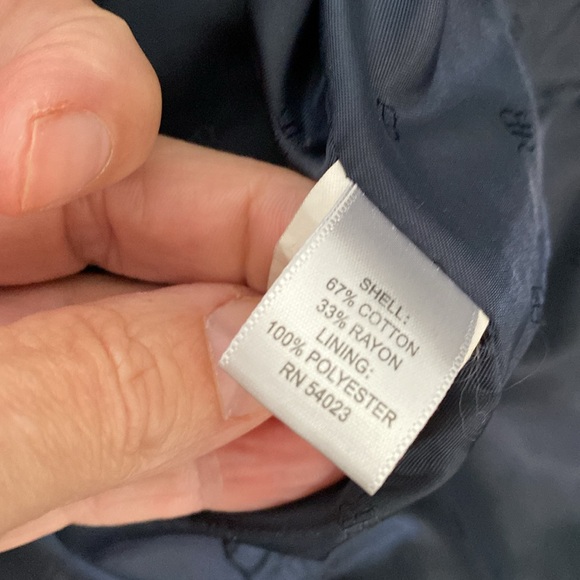 SHELL:
67% COTTON
33% RAYON
LINING:
100% POLYESTER
RN 54023